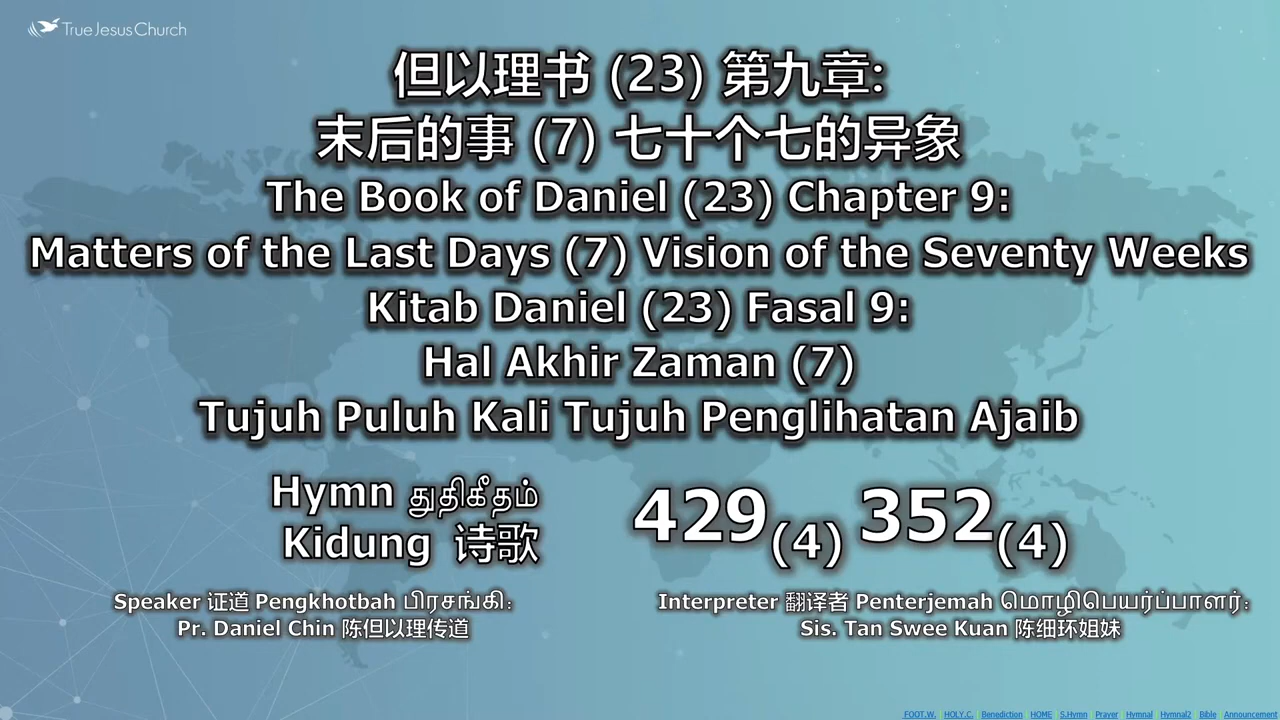 True Jesus Church
但以理书 (23) 第九章:
末后的事 (7) 七十个七的异象
The Book of Daniel (23) Chapter 9:
Matters of the Last Days (7) Vision of the Seventy Weeks
Kitab Daniel (23) Fasal 9:
Hal Akhir Zaman (7)
Tujuh Puluh Kali Tujuh Penglihatan Ajaib
Hymn துதிகீதம்
Kidung 诗歌
429(4) 352(4)
Speaker 证道 Pengkhotbah பிரசங்கி:
Pr. Daniel Chin 陈但以理传道
Interpreter 翻译者 Penterjemah மொழிபெயர்ப்பாளர்:
Sis. Tan Swee Kuan 陈细环姐妹
FOOT.W. HOLY.C. Benediction HOME S.Hymn Prayer Hymnal Hymnal2 Bible Announcement